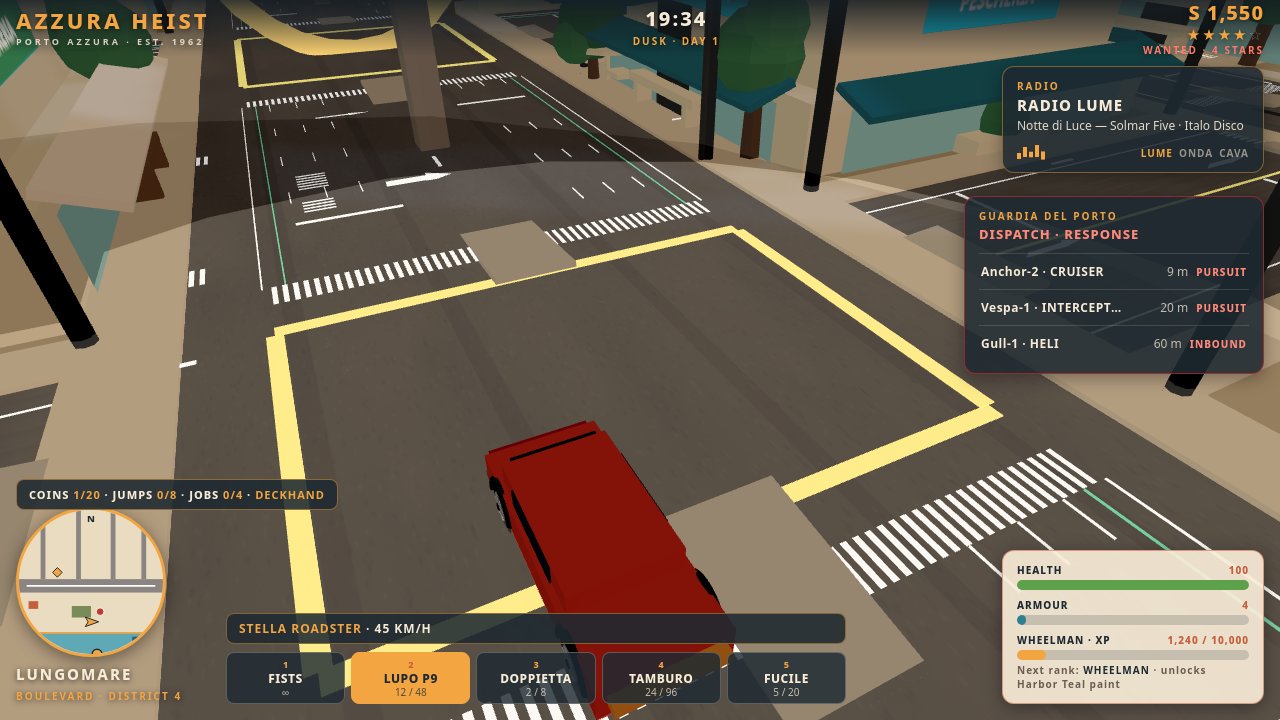 AZZURA HEIST
PORTO AZZURA · EST. 1962
19:34
DUSK · DAY 1
PESCHERIA
S 1,550
★★★★☆
WANTED · 4 STARS
RADIO
RADIO LUME
Notte di Luce — Solmar Five · Italo Disco
LUME ONDA CAVA
GUARDIA DEL PORTO
DISPATCH · RESPONSE
Anchor-2 · CRUISER 9 m PURSUIT
Vespa-1 · INTERCEPT… 20 m PURSUIT
Gull-1 · HELI 60 m INBOUND
COINS 1/20 · JUMPS 0/8 · JOBS 0/4 · DECKHAND
N
LUNGOMARE
BOULEVARD · DISTRICT 4
STELLA ROADSTER · 45 KM/H
1
FISTS
∞
2
LUPO P9
12 / 48
3
DOPPIETTA
2 / 8
4
TAMBURO
24 / 96
5
FUCILE
5 / 20
HEALTH 100
ARMOUR 4
WHEELMAN · XP 1,240 / 10,000
Next rank: WHEELMAN · unlocks
Harbor Teal paint